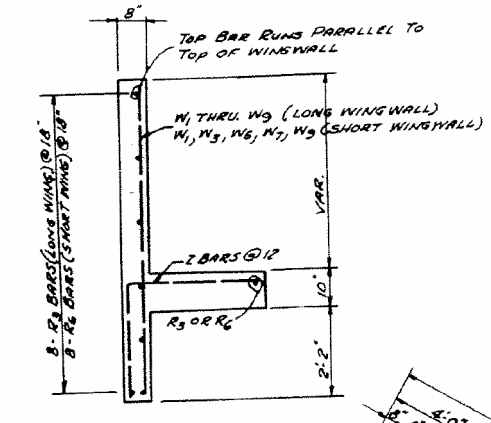 8"
TOP BAR RUNS PARALLEL TO
TOP OF WINGWALL
W1 THRU. W9 (LONG WINGWALL)
W1, W3, W6, W7, W9 (SHORT WINGWALL)
8 - R3 BARS (LONG WING) @ 18"
8 - R6 BARS (SHORT WING) @ 18"
VAR.
Z BARS @ 12
10"
R3 OR R6
2'-2"
8"